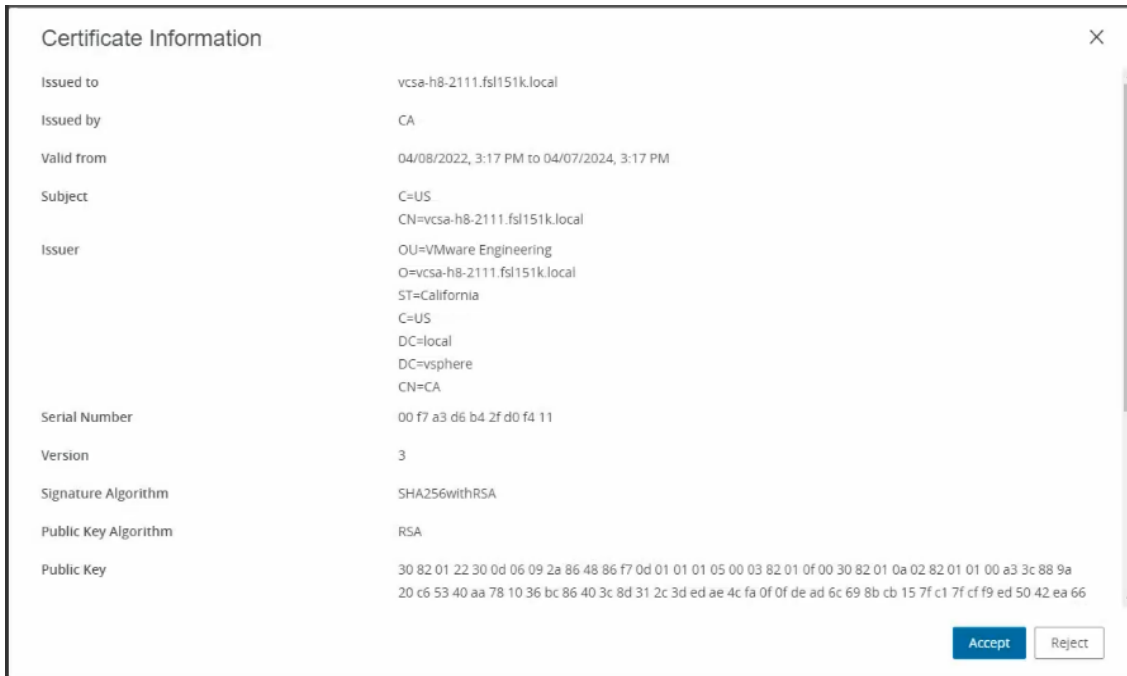 Certificate Information
Issued to vcsa-h8-2111.fsl151k.local
Issued by CA
Valid from 04/08/2022, 3:17 PM to 04/07/2024, 3:17 PM
Subject C=US
CN=vcsa-h8-2111.fsl151k.local
Issuer OU=VMware Engineering
O=vcsa-h8-2111.fsl151k.local
ST=California
C=US
DC=local
DC=vsphere
CN=CA
Serial Number 00 f7 a3 d6 b4 2f d0 f4 11
Version 3
Signature Algorithm SHA256withRSA
Public Key Algorithm RSA
Public Key 30 82 01 22 30 0d 06 09 2a 86 48 86 f7 0d 01 01 01 05 00 03 82 01 0f 00 30 82 01 0a 02 82 01 01 00 a3 3c 88 9a
20 c6 53 40 aa 78 10 36 bc 86 40 3c 8d 31 2c 3d ed ae 4c fa 0f 0f de ad 6c 69 8b cb 15 7f c1 7f cf f9 ed 50 42 ea 66
Accept Reject